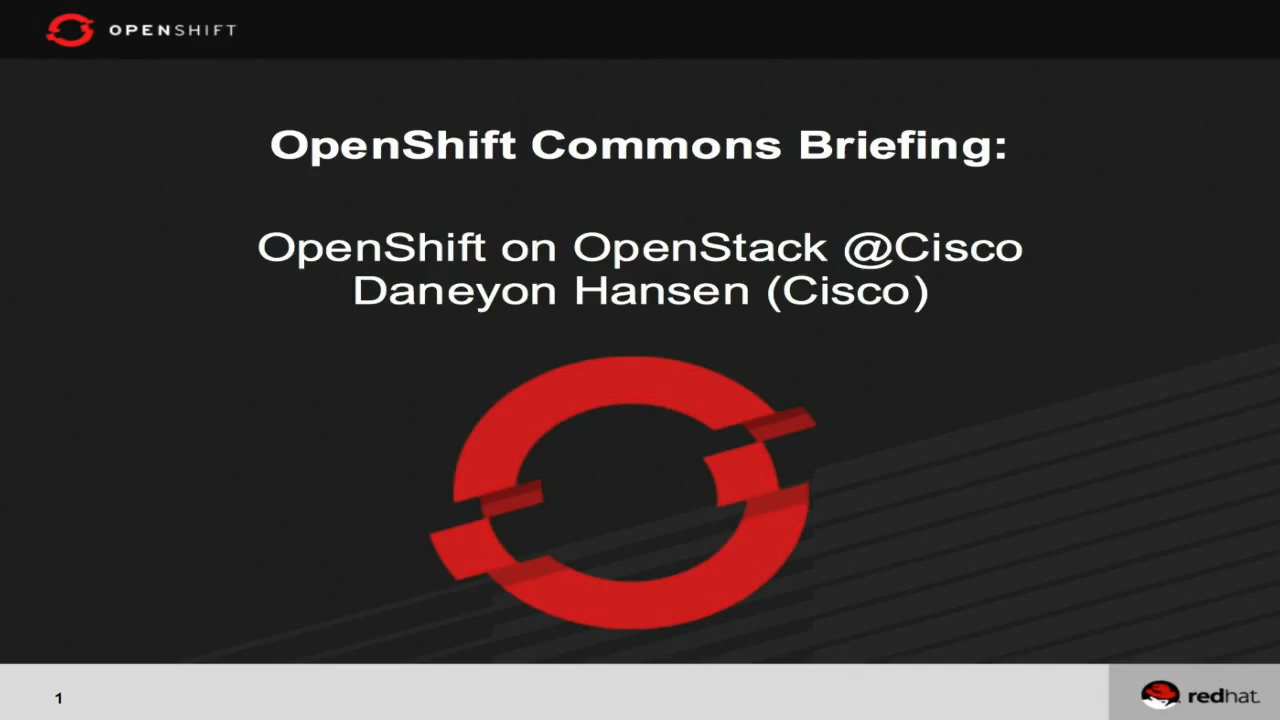 OPENSHIFT
OpenShift Commons Briefing:
OpenShift on OpenStack @Cisco
Daneyon Hansen (Cisco)
1
redhat.